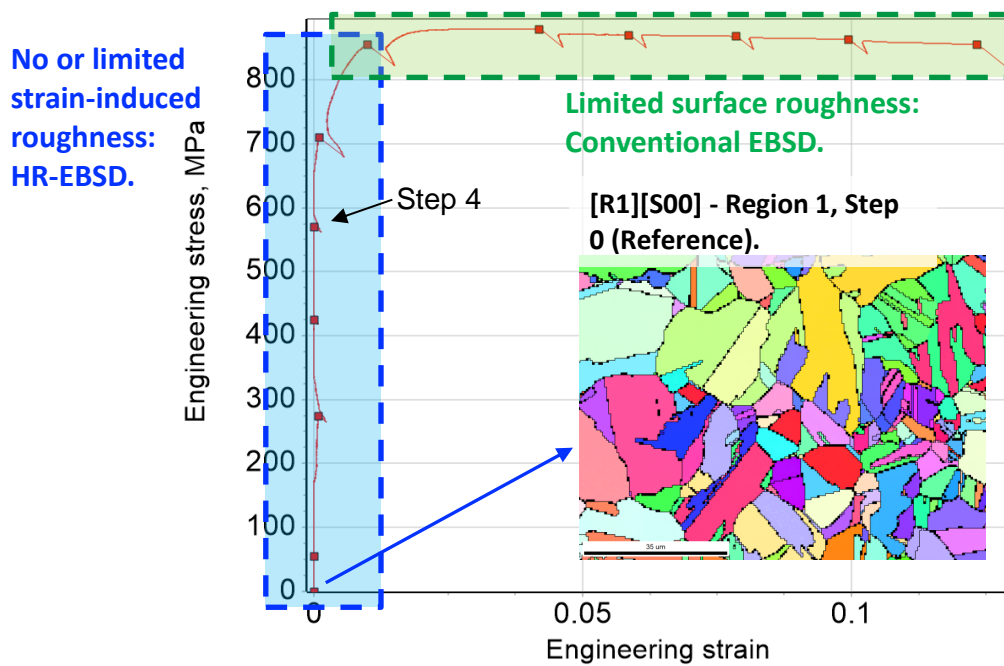 No or limited
strain-induced
roughness:
HR-EBSD.
Limited surface roughness:
Conventional EBSD.
Step 4
[R1][S00] - Region 1, Step
0 (Reference).
35 um
Engineering stress, MPa
800
700
600
500
400
300
200
100
0
0
0.05
0.1
Engineering strain